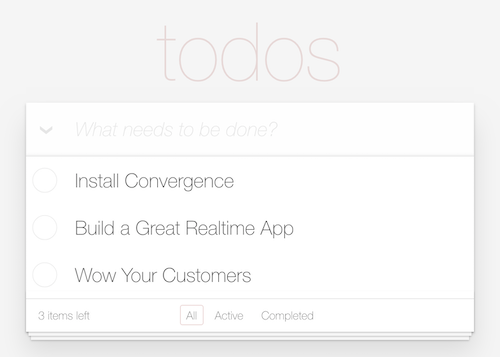 todos
What needs to be done?
Install Convergence
Build a Great Realtime App
Wow Your Customers
3 items left All Active Completed